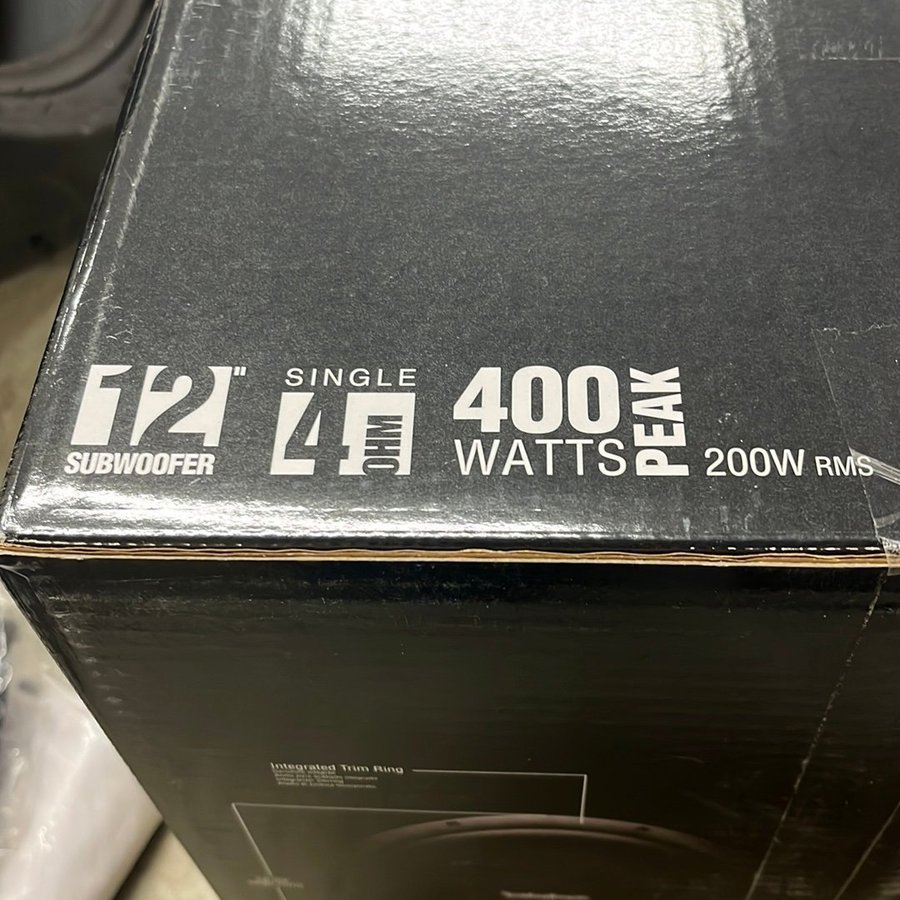 12"
SUBWOOFER
SINGLE
4 OHM
400
WATTS PEAK
200W RMS
Integrated Trim Ring